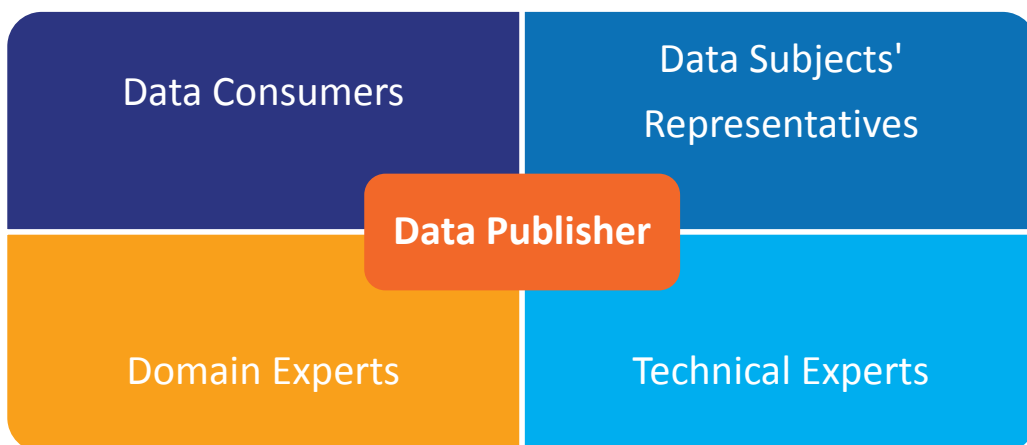 Data Consumers
Data Subjects'
Representatives
Data Publisher
Domain Experts
Technical Experts